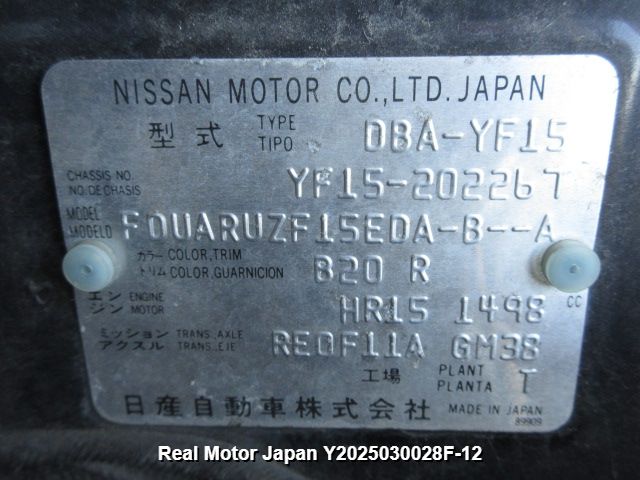 NISSAN MOTOR CO.,LTD. JAPAN
型式 TYPE TIPO DBA-YF15
CHASSIS NO. NO. DE CHASIS YF15-202267
MODEL MODELO FDUARUZF15EDA-B--A
カラー COLOR,TRIM トリム COLOR,GUARNICION B20 R
エンジン ENGINE MOTOR HR15 1498 CC
ミッション TRANS.,AXLE アクスル TRANS.,EJE RE0F11A GM38
工場 PLANT PLANTA T
日産自動車株式会社 MADE IN JAPAN
89909
Real Motor Japan Y2025030028F-12